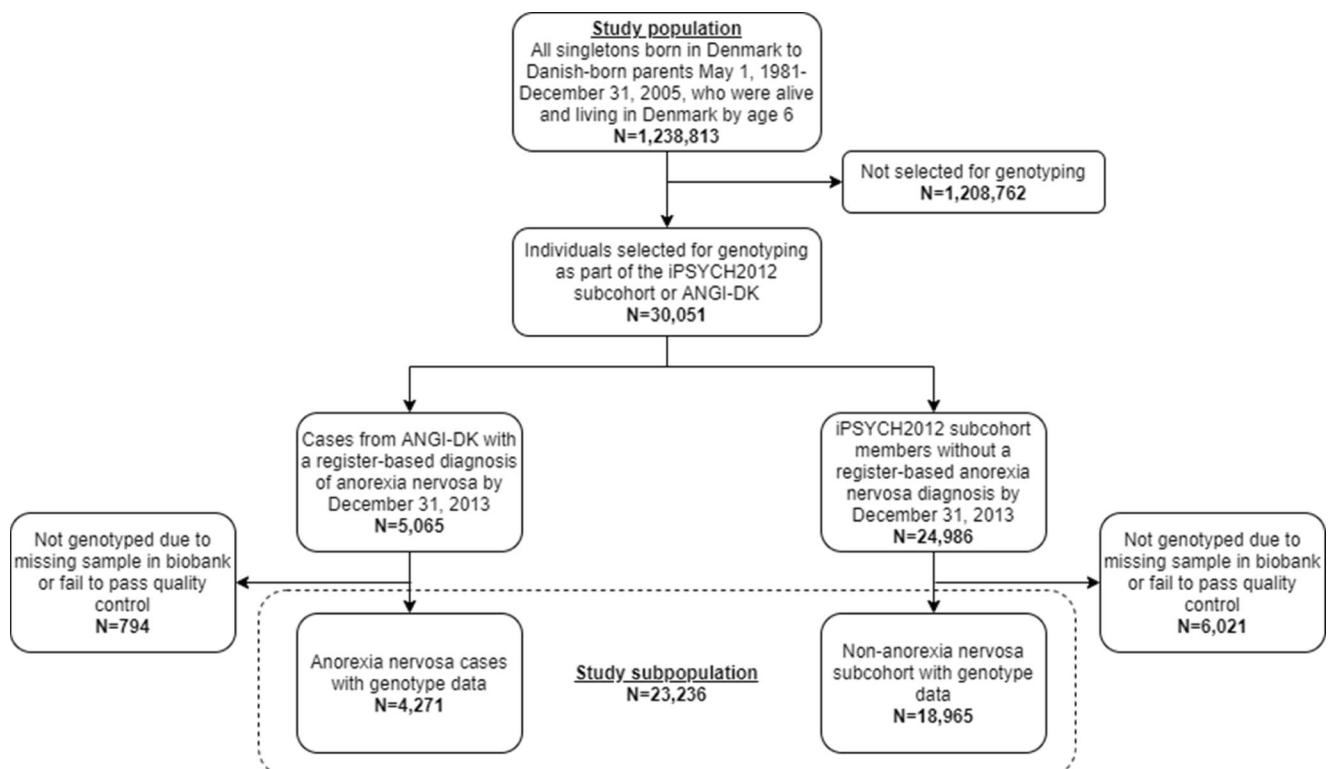 Study population
All singletons born in Denmark to
Danish-born parents May 1, 1981-
December 31, 2005, who were alive
and living in Denmark by age 6
N=1,238,813
Not selected for genotyping
N=1,208,762
Individuals selected for genotyping
as part of the iPSYCH2012
subcohort or ANGI-DK
N=30,051
Cases from ANGI-DK with
a register-based diagnosis
of anorexia nervosa by
December 31, 2013
N=5,065
iPSYCH2012 subcohort
members without a
register-based anorexia
nervosa diagnosis by
December 31, 2013
N=24,986
Not genotyped due to
missing sample in biobank
or fail to pass quality
control
N=794
Not genotyped due to
missing sample in biobank
or fail to pass quality
control
N=6,021
Anorexia nervosa cases
with genotype data
N=4,271
Study subpopulation
N=23,236
Non-anorexia nervosa
subcohort with genotype
data
N=18,965